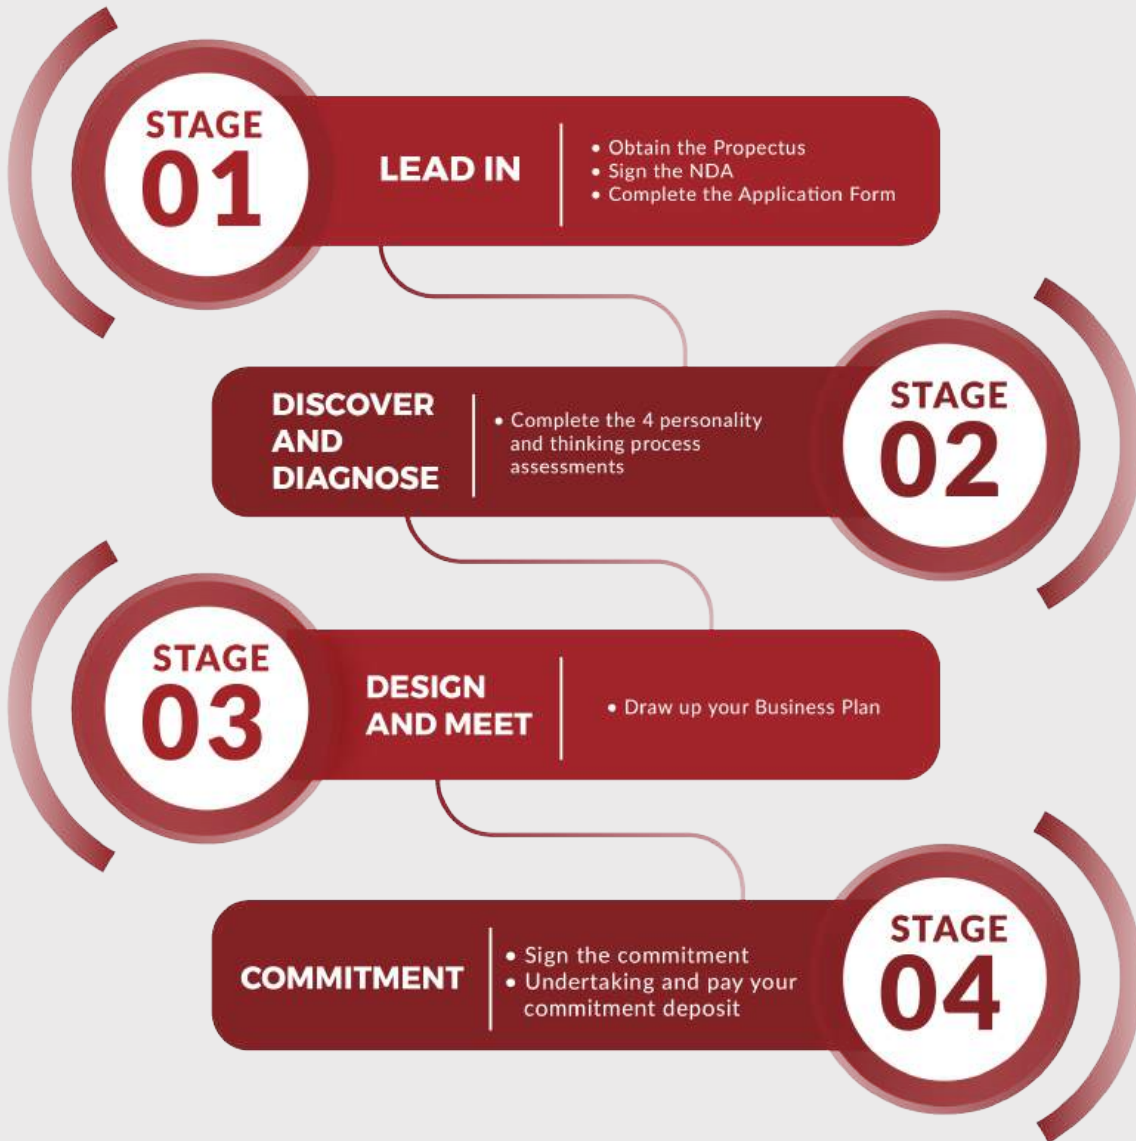 STAGE
01
LEAD IN
• Obtain the Propectus
• Sign the NDA
• Complete the Application Form
DISCOVER
AND
DIAGNOSE
• Complete the 4 personality
and thinking process
assessments
STAGE
02
STAGE
03
DESIGN
AND MEET
• Draw up your Business Plan
COMMITMENT
• Sign the commitment
• Undertaking and pay your
commitment deposit
STAGE
04